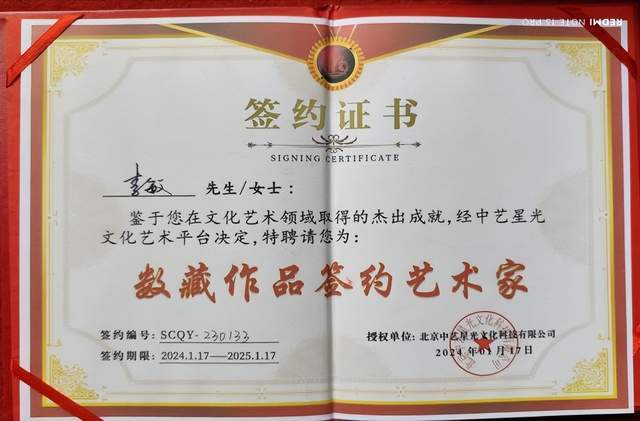 REDMI NOTE 15 PRO
签约证书
SIGNING CERTIFICATE
李敏 先生/女士：
鉴于您在文化艺术领域取得的杰出成就，经中艺星光
文化艺术平台决定，特聘请您为：
数藏作品签约艺术家
签约编号：SCQY-230133
授权单位：北京中艺星光文化科技有限公司
签约期限：2024.1.17——2025.1.17
2024年01月17日